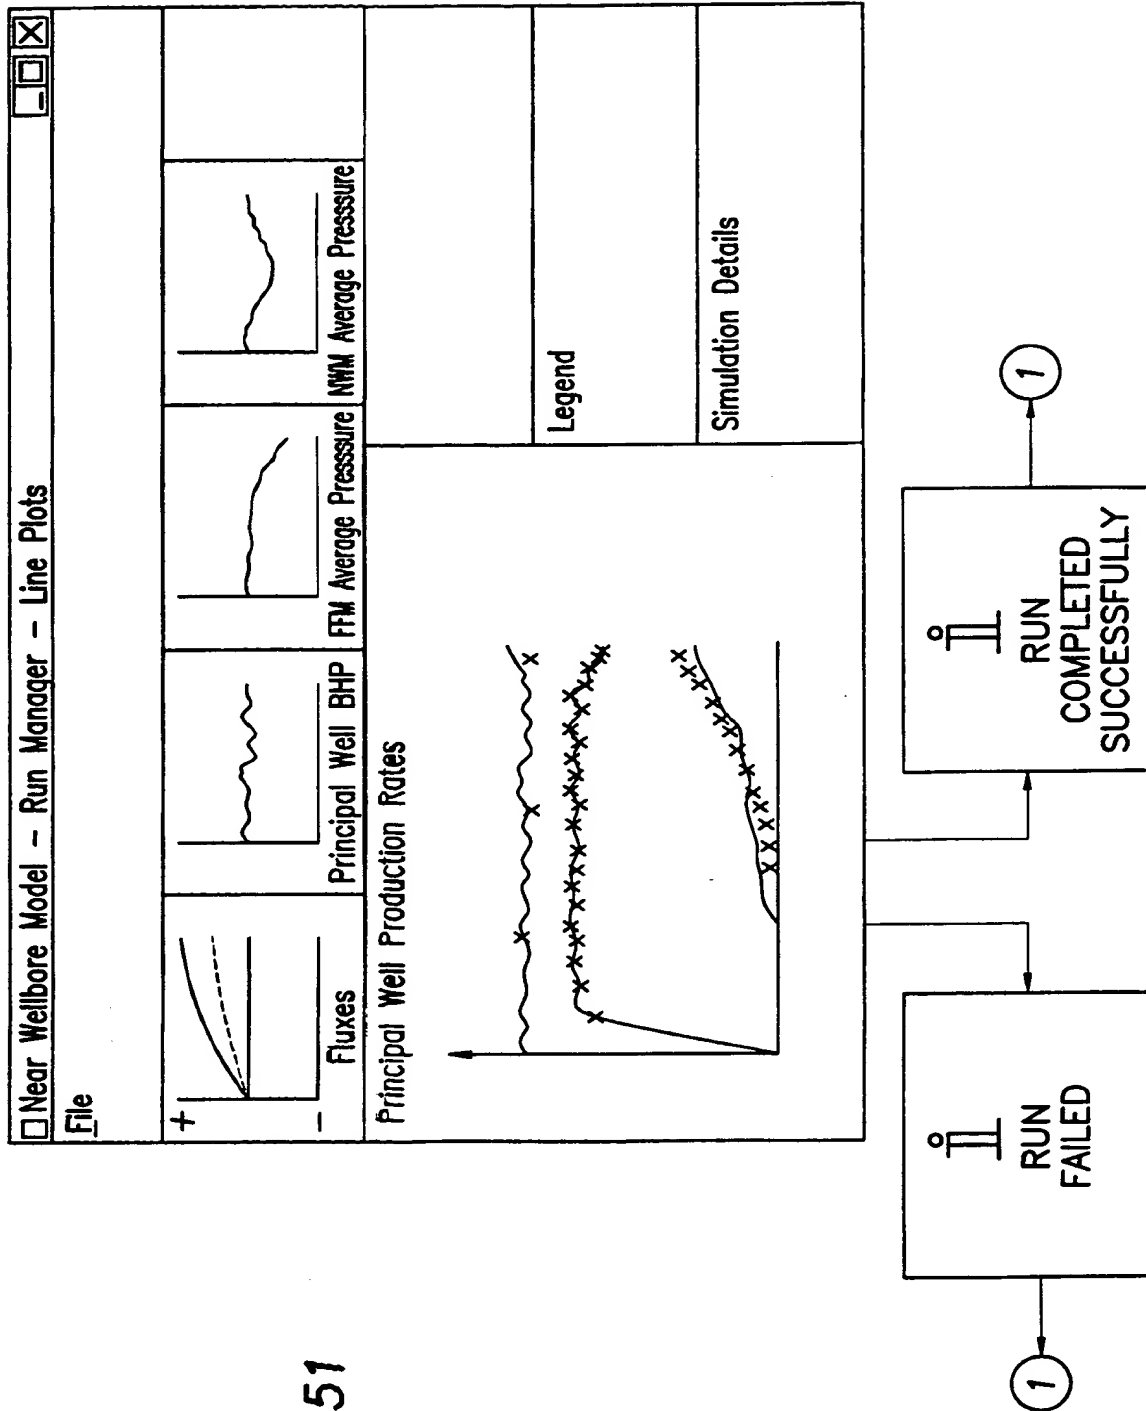 Near Wellbore Model – Run Manager – Line Plots
File
+
–
Fluxes
Principal Well BHP
FFM Average Presssure
NWM Average Presssure
Principal Well Production Rates
Legend
Simulation Details
RUN
FAILED
1
RUN
COMPLETED
SUCCESSFULLY
1
51